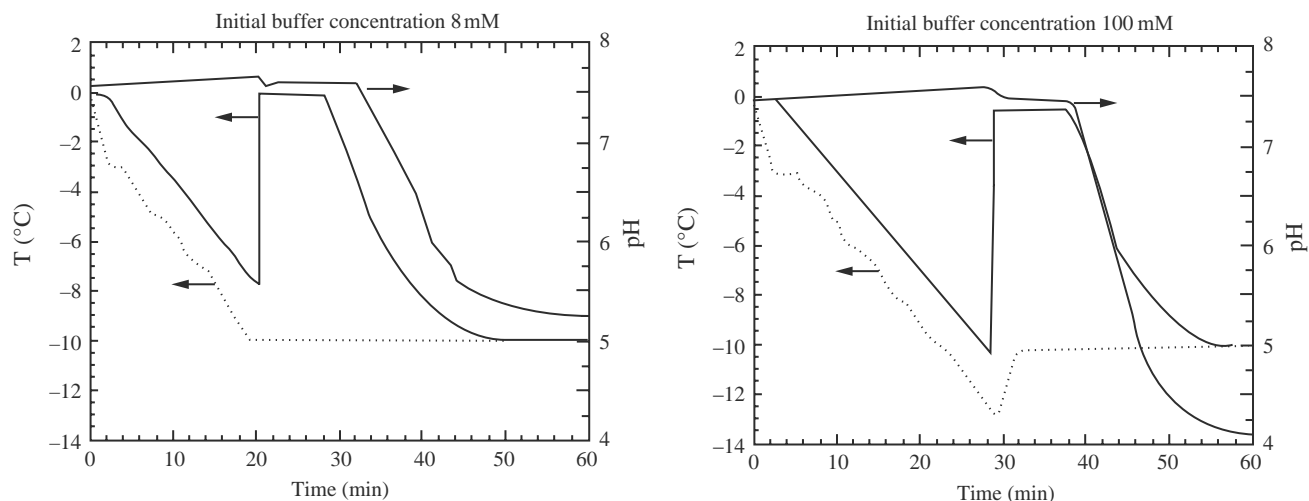 Initial buffer concentration 8 mM
2
0
–2
–4
–6
–8
–10
–12
–14
T (°C)
8
7
6
5
4
pH
0 10 20 30 40 50 60
Time (min)
Initial buffer concentration 100 mM
2
0
–2
–4
–6
–8
–10
–12
–14
T (°C)
8
7
6
5
4
pH
0 10 20 30 40 50 60
Time (min)